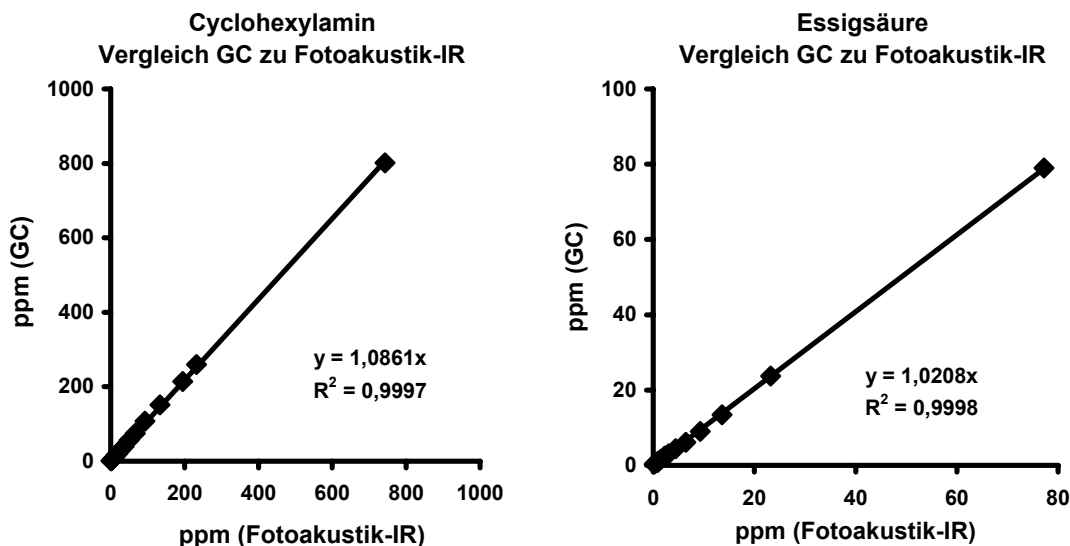 Cyclohexylamin
Vergleich GC zu Fotoakustik-IR
1000
800
600
400
200
0
ppm (GC)
y = 1,0861x
R² = 0,9997
0 200 400 600 800 1000
ppm (Fotoakustik-IR)
Essigsäure
Vergleich GC zu Fotoakustik-IR
100
80
60
40
20
0
ppm (GC)
y = 1,0208x
R² = 0,9998
0 20 40 60 80
ppm (Fotoakustik-IR)